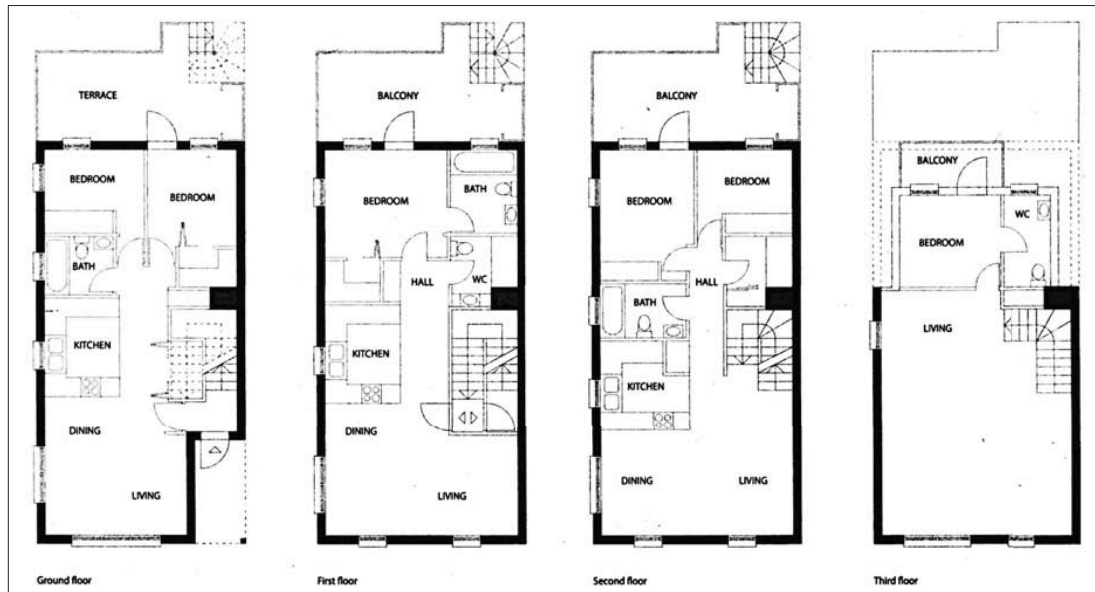 TERRACE
BEDROOM
BEDROOM
BATH
KITCHEN
DINING
LIVING
Ground floor
BALCONY
BATH
BEDROOM
WC
HALL
KITCHEN
DINING
LIVING
First floor
BALCONY
BEDROOM
BEDROOM
HALL
BATH
KITCHEN
DINING
LIVING
Second floor
BALCONY
WC
BEDROOM
LIVING
Third floor